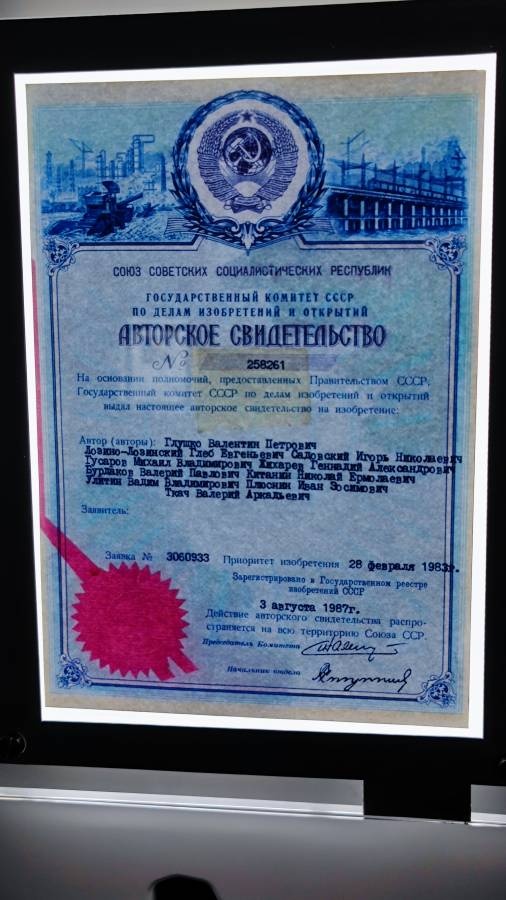 СОЮЗ СОВЕТСКИХ СОЦИАЛИСТИЧЕСКИХ РЕСПУБЛИК
ГОСУДАРСТВЕННЫЙ КОМИТЕТ СССР
ПО ДЕЛАМ ИЗОБРЕТЕНИЙ И ОТКРЫТИЙ
АВТОРСКОЕ СВИДЕТЕЛЬСТВО
№ 258261
На основании полномочий, предоставленных Правительством СССР,
Государственный комитет СССР по делам изобретений и открытий
выдал настоящее авторское свидетельство на изобретение:
Автор (авторы): Глушко Валентин Петрович
Глеб Евгеньевич Садовский Игорь Николаевич
Гусаров Михаил Владимирович Жихарев Геннадий Александрович
Бурлаков Валерий Павлович Китанин Николай Ермолаевич
Улитин Вадим Владимирович Плюснин Иван Зосимович
Ткач Валерий Аркадьевич
Заявитель:
Заявка № 3060933 Приоритет изобретения 28 февраля 1983г.
Зарегистрировано в Государственном реестре
изобретений СССР
3 августа 1987г.
Действие авторского свидетельства распро-
страняется на всю территорию Союза ССР.
Председатель Комитета
Начальник отдела